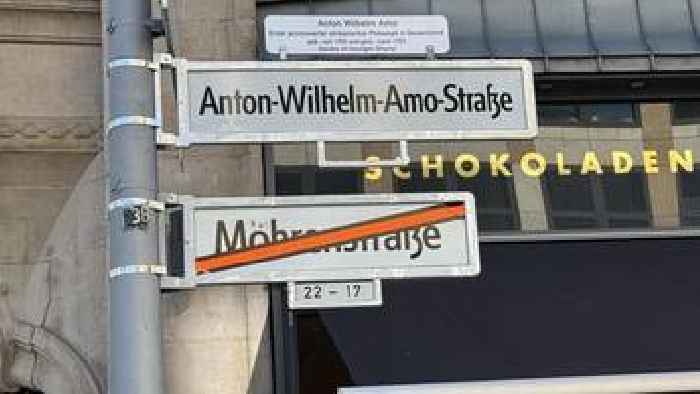 Anton Wilhelm Amo
Anton-Wilhelm-Amo-Straße
SCHOKOLADEN
38
Möhrenstraße
22 - 17